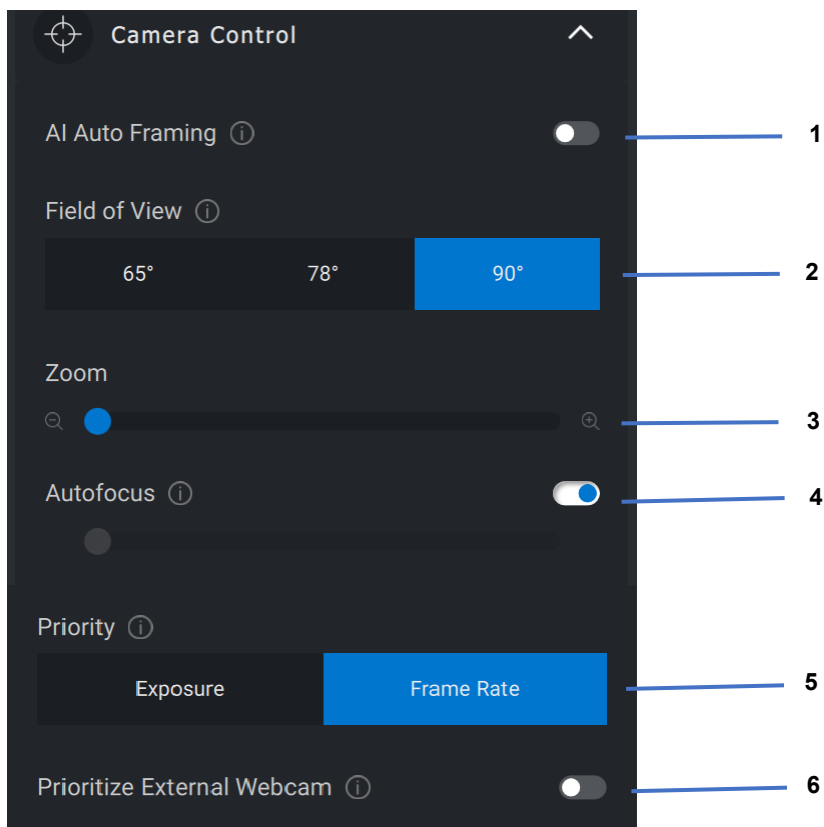 Camera Control
AI Auto Framing
1
Field of View
65° 78° 90°
2
Zoom
3
Autofocus
4
Priority
Exposure Frame Rate
5
Prioritize External Webcam
6